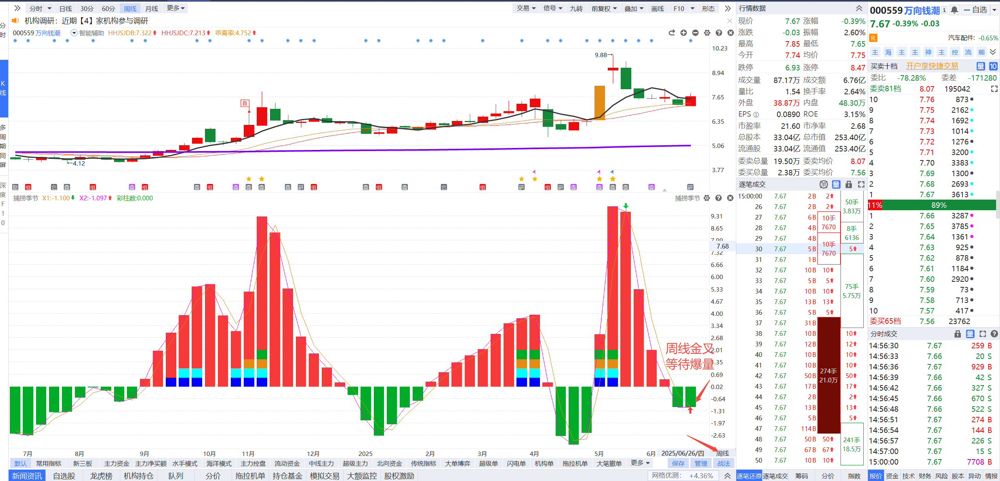 分时 日线 30分 60分 周线 月线 更多
交易 信号 九转 前复权 叠加 画线 F10 形态
机构调研：近期【4】家机构参与调研
000559 万向钱潮 智能辅助 HHJSJDB:7.322 HHJSJDC:7.213 乖离率:4.752
分时
K线
多周期同屏
深度F10
10.23
9.88
8.94
7.65
6.35
5.06
4.12
3.77
自
励 组 它 叠 组 叠 组 叠 组 叠 叠 叠 叠 研 组 叠 组 叠 它 组 研 组 研 叠 叠 叠 叠 叠 研
捕捞季节 X1:-1.100 X2:-1.097 彩柱数:0.000
捕捞季节
9.31
8.65
7.99
7.68
7.32
6.66
6.00
5.33
4.67
4.00
3.34
2.68
2.01
1.35
0.69
0.02
-0.64
-1.31
-1.97
-2.63
周线金叉
等待爆量
7月 8月 9月 10月 11月 12月 2025 2月 3月 4月 5月 6月 2025/06/26/四 周线
默认 常用指标 新三板 主力资金 主力净买额 水手模式 海洋模式 主力控盘 流动资金 中线主力 超级主力 北向资金 传统指标 大单博弈 超级单 闪电单 机构单 拖拉机单 大笔撤单 更多 保存 管理 战法
新闻资讯 自选股 龙虎榜 机构持仓 队列 分价 拖拉机单 持仓基金 模拟交易 大额监控 股权激励 网格优测： +4.36%
行情数据
现价 7.67 涨幅 -0.39%
涨跌 -0.03 振幅 2.60%
最高 7.85 最低 7.65
今开 7.74 均价 7.75
跌停 6.93 涨停 8.47
成交量 87.17万 成交额 6.76亿
量比 1.54 换手率 2.64%
外盘 38.87万 内盘 48.30万
EPS ① 0.0890 ROE 3.15%
市盈率 21.60 市净率 2.68
总股本 33.04亿 总市值 253.40亿
流通股 33.04亿 流通值 253.40亿
委卖总量 19.50万 委卖均价 8.07
委买总量 2.38万 委买均价 7.56
逐笔成交 单 量
15:00:00 7.67 2B 2
26 7.67 2B 2
27 7.67 6B
28 7.67 4B
29 7.67 4B
30 7.67 5B 5
31 7.67 1B
32 7.67 10B 10
33 7.67 5B 5
34 7.67 10B 10
35 7.67 13B 13
36 7.67 5B 5
37 7.67 31B
38 7.67 10B 10
39 7.67 12B 12
40 7.67 10B 10
41 7.67 10B 10
42 7.67 50B 50
43 7.67 17B 17
44 7.67 2B 2
45 7.67 13B 13
46 7.67 5B 5
47 7.67 114B
48 7.67 50B 50
49 7.67 67B 67
50 7.67 10B 10
10手
7670
10手
7670
274手
21.0万
50手
3.83万
8手
6136
75手
5.75万
241手
18.5万
逐笔还原 逐笔成交 筹码 分价 指数
000559 万向钱潮 自选
7.67 -0.39% -0.03
R 汽车配件: -0.65%
主 海 主 主 神 主 控 流 熊
买卖十档 开户享快捷交易 量 10
委比 -78.28% 委差 -171280
委卖81档 8.07 195042
10 7.76 873
9 7.75 2162
8 7.74 1692
7 7.73 1014
6 7.72 1276
5 7.71 3200
4 7.70 3383
3 7.69 1300
2 7.68 2693
1 7.67 3613
11% 89%
1 7.66 3287
2 7.65 3785
3 7.64 1361
4 7.63 925
5 7.62 878
6 7.61 1184
7 7.60 2920
8 7.59 73
9 7.58 713
10 7.57 417
委买65档 7.56 23762
分时成交 量
14:56:30 7.67 259 B
14:56:33 7.66 20 S
14:56:36 7.67 929 B
14:56:39 7.66 42 S
14:56:42 7.66 327 S
14:56:45 7.66 670 S
14:56:48 7.66 522 S
14:56:51 7.67 274 B
14:56:54 7.67 144 B
14:56:57 7.67 226 S
14:57:00 7.67 15 S
15:00:00 7.67 7708 B
报价 资金 技术 财务 风险 股本 异动 情报